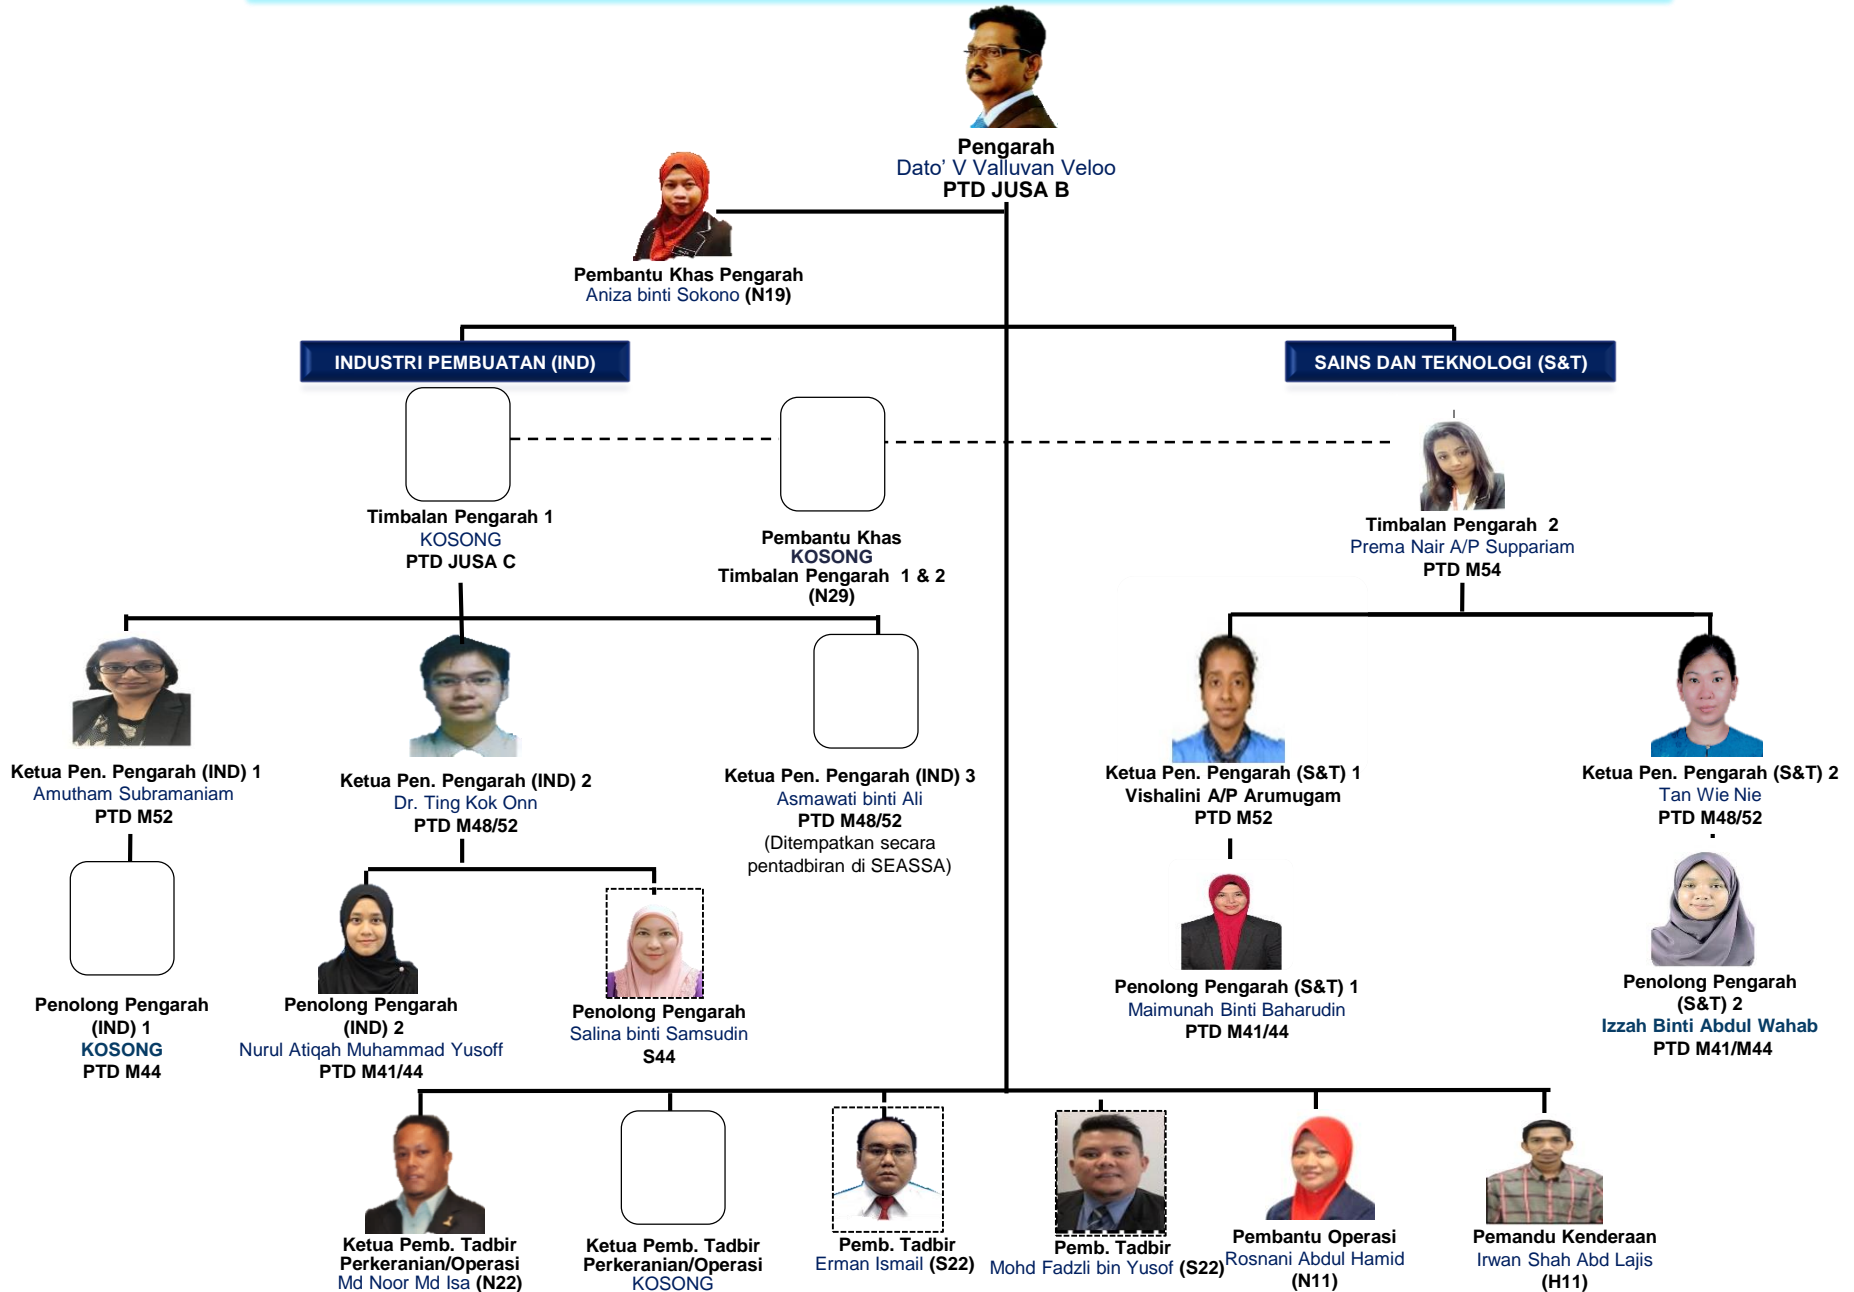 Pengarah
Dato' V Valluvan Veloo
PTD JUSA B
Pembantu Khas Pengarah
Aniza binti Sokono (N19)
INDUSTRI PEMBUATAN (IND)
SAINS DAN TEKNOLOGI (S&T)
Timbalan Pengarah 1
KOSONG
PTD JUSA C
Pembantu Khas
KOSONG
Timbalan Pengarah 1 & 2
(N29)
Timbalan Pengarah 2
Prema Nair A/P Suppariam
PTD M54
Ketua Pen. Pengarah (IND) 1
Amutham Subramaniam
PTD M52
Ketua Pen. Pengarah (IND) 2
Dr. Ting Kok Onn
PTD M48/52
Ketua Pen. Pengarah (IND) 3
Asmawati binti Ali
PTD M48/52
(Ditempatkan secara
pentadbiran di SEASSA)
Ketua Pen. Pengarah (S&T) 1
Vishalini A/P Arumugam
PTD M52
Ketua Pen. Pengarah (S&T) 2
Tan Wie Nie
PTD M48/52
Penolong Pengarah
(IND) 1
KOSONG
PTD M44
Penolong Pengarah
(IND) 2
Nurul Atiqah Muhammad Yusoff
PTD M41/44
Penolong Pengarah
Salina binti Samsudin
S44
Penolong Pengarah (S&T) 1
Maimunah Binti Baharudin
PTD M41/44
Penolong Pengarah
(S&T) 2
Izzah Binti Abdul Wahab
PTD M41/M44
Ketua Pemb. Tadbir
Perkeranian/Operasi
Md Noor Md Isa (N22)
Ketua Pemb. Tadbir
Perkeranian/Operasi
KOSONG
Pemb. Tadbir
Erman Ismail (S22)
Pemb. Tadbir
Mohd Fadzli bin Yusof (S22)
Pembantu Operasi
Rosnani Abdul Hamid
(N11)
Pemandu Kenderaan
Irwan Shah Abd Lajis
(H11)